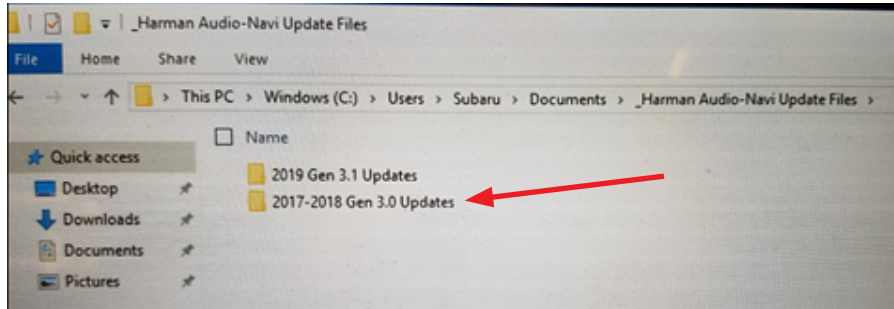 _Harman Audio-Navi Update Files
File Home Share View
This PC > Windows (C:) > Users > Subaru > Documents > _Harman Audio-Navi Update Files >
Name
Quick access
2019 Gen 3.1 Updates
Desktop
2017-2018 Gen 3.0 Updates
Downloads
Documents
Pictures